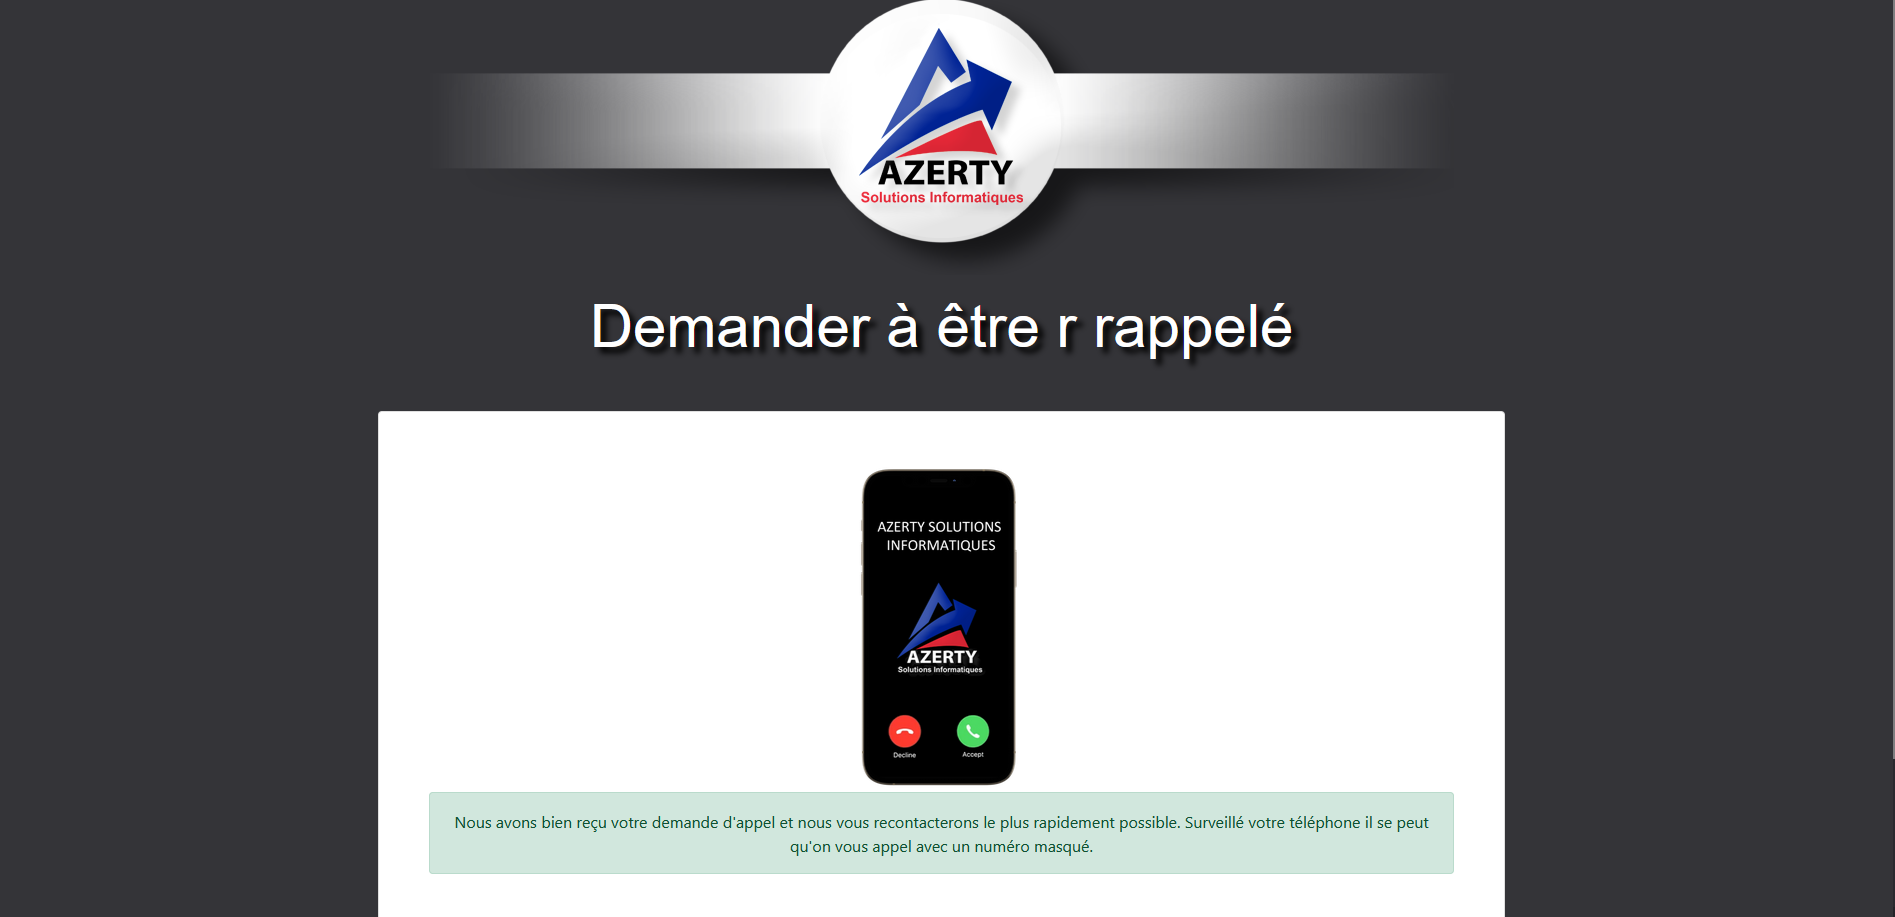 AZERTY
Solutions Informatiques
Demander à être r rappelé
AZERTY SOLUTIONS
INFORMATIQUES
AZERTY
Solutions Informatiques
Decline
Accept
Nous avons bien reçu votre demande d'appel et nous vous recontacterons le plus rapidement possible. Surveillé votre téléphone il se peut
qu'on vous appel avec un numéro masqué.